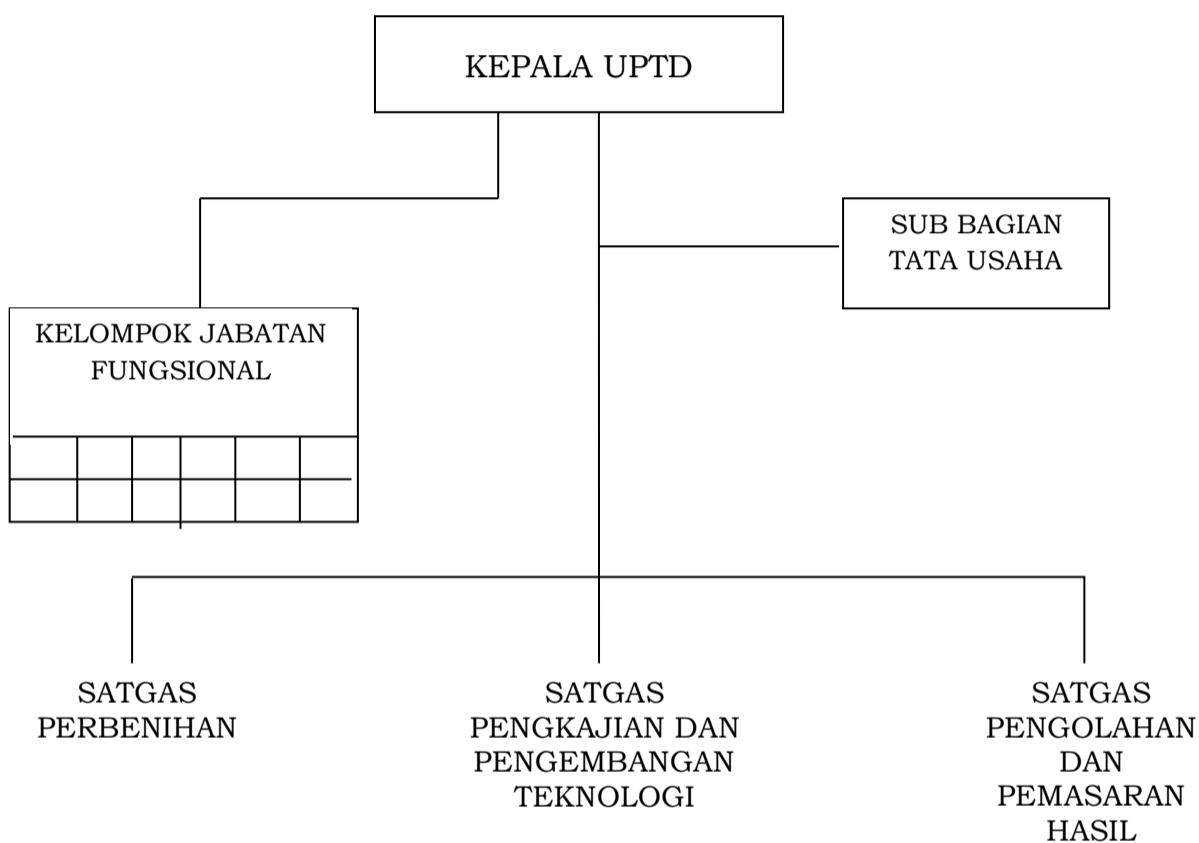 KEPALA UPTD
SUB BAGIAN
TATA USAHA
KELOMPOK JABATAN
FUNGSIONAL
SATGAS
PERBENIHAN
SATGAS
PENGKAJIAN DAN
PENGEMBANGAN
TEKNOLOGI
SATGAS
PENGOLAHAN
DAN
PEMASARAN
HASIL